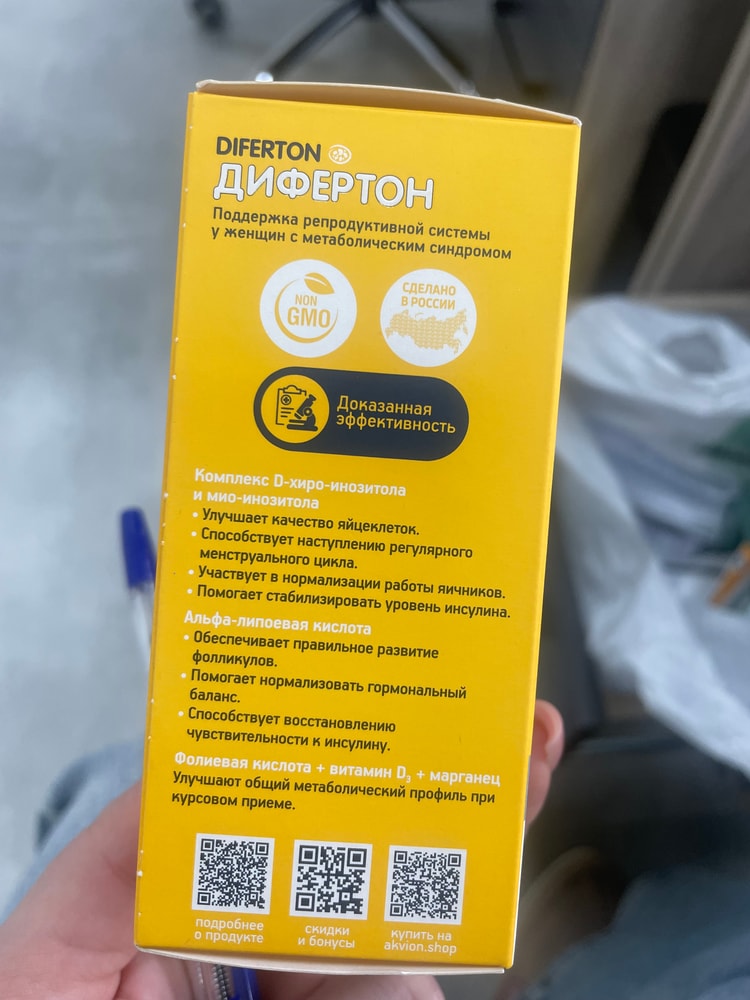 DIFERTON
ДИФЕРТОН
Поддержка репродуктивной системы
у женщин с метаболическим синдромом
NON
GMO
СДЕЛАНО
В РОССИИ
Доказанная
эффективность
Комплекс D-хиро-инозитола
и мио-инозитола
• Улучшает качество яйцеклеток.
• Способствует наступлению регулярного
менструального цикла.
• Участвует в нормализации работы яичников.
• Помогает стабилизировать уровень инсулина.
Альфа-липоевая кислота
• Обеспечивает правильное развитие
фолликулов.
• Помогает нормализовать гормональный
баланс.
• Способствует восстановлению
чувствительности к инсулину.
Фолиевая кислота + витамин D₃ + марганец
Улучшают общий метаболический профиль при
курсовом приеме.
подробнее
о продукте
скидки
и бонусы
купить на
akvion.shop